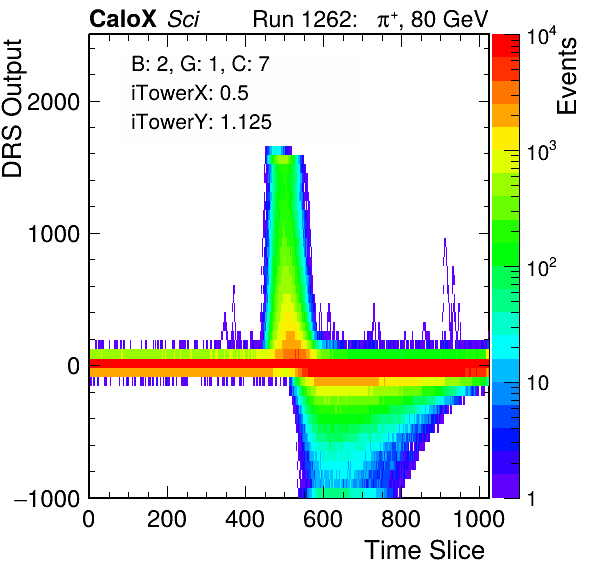 CaloX Sci Run 1262: π⁺, 80 GeV
B: 2, G: 1, C: 7
iTowerX: 0.5
iTowerY: 1.125
DRS Output
2000
1000
0
−1000
0 200 400 600 800 1000
Time Slice
Events
10⁴
10³
10²
10
1